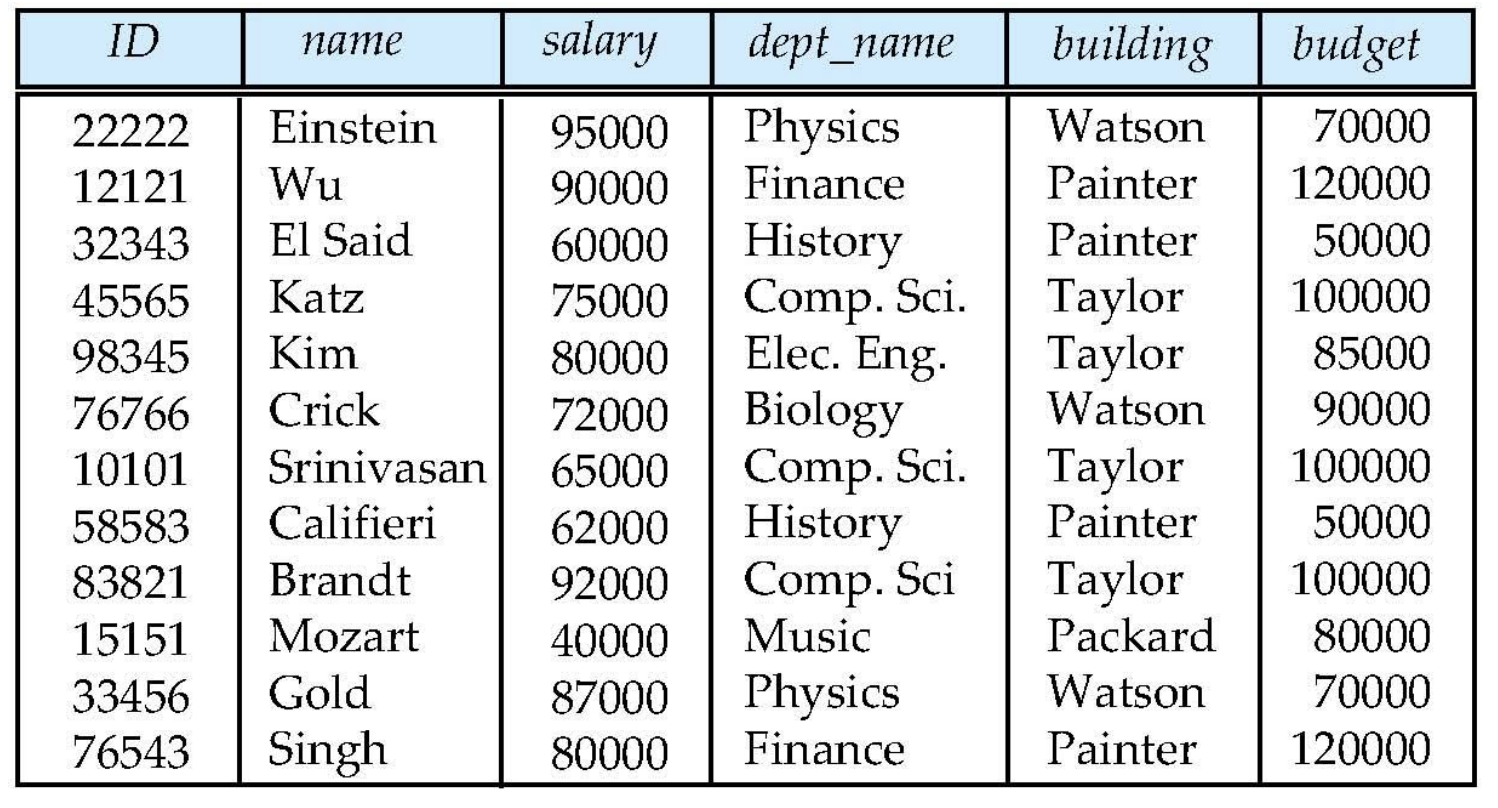 ID name salary dept_name building budget
22222 Einstein 95000 Physics Watson 70000
12121 Wu 90000 Finance Painter 120000
32343 El Said 60000 History Painter 50000
45565 Katz 75000 Comp. Sci. Taylor 100000
98345 Kim 80000 Elec. Eng. Taylor 85000
76766 Crick 72000 Biology Watson 90000
10101 Srinivasan 65000 Comp. Sci. Taylor 100000
58583 Califieri 62000 History Painter 50000
83821 Brandt 92000 Comp. Sci Taylor 100000
15151 Mozart 40000 Music Packard 80000
33456 Gold 87000 Physics Watson 70000
76543 Singh 80000 Finance Painter 120000